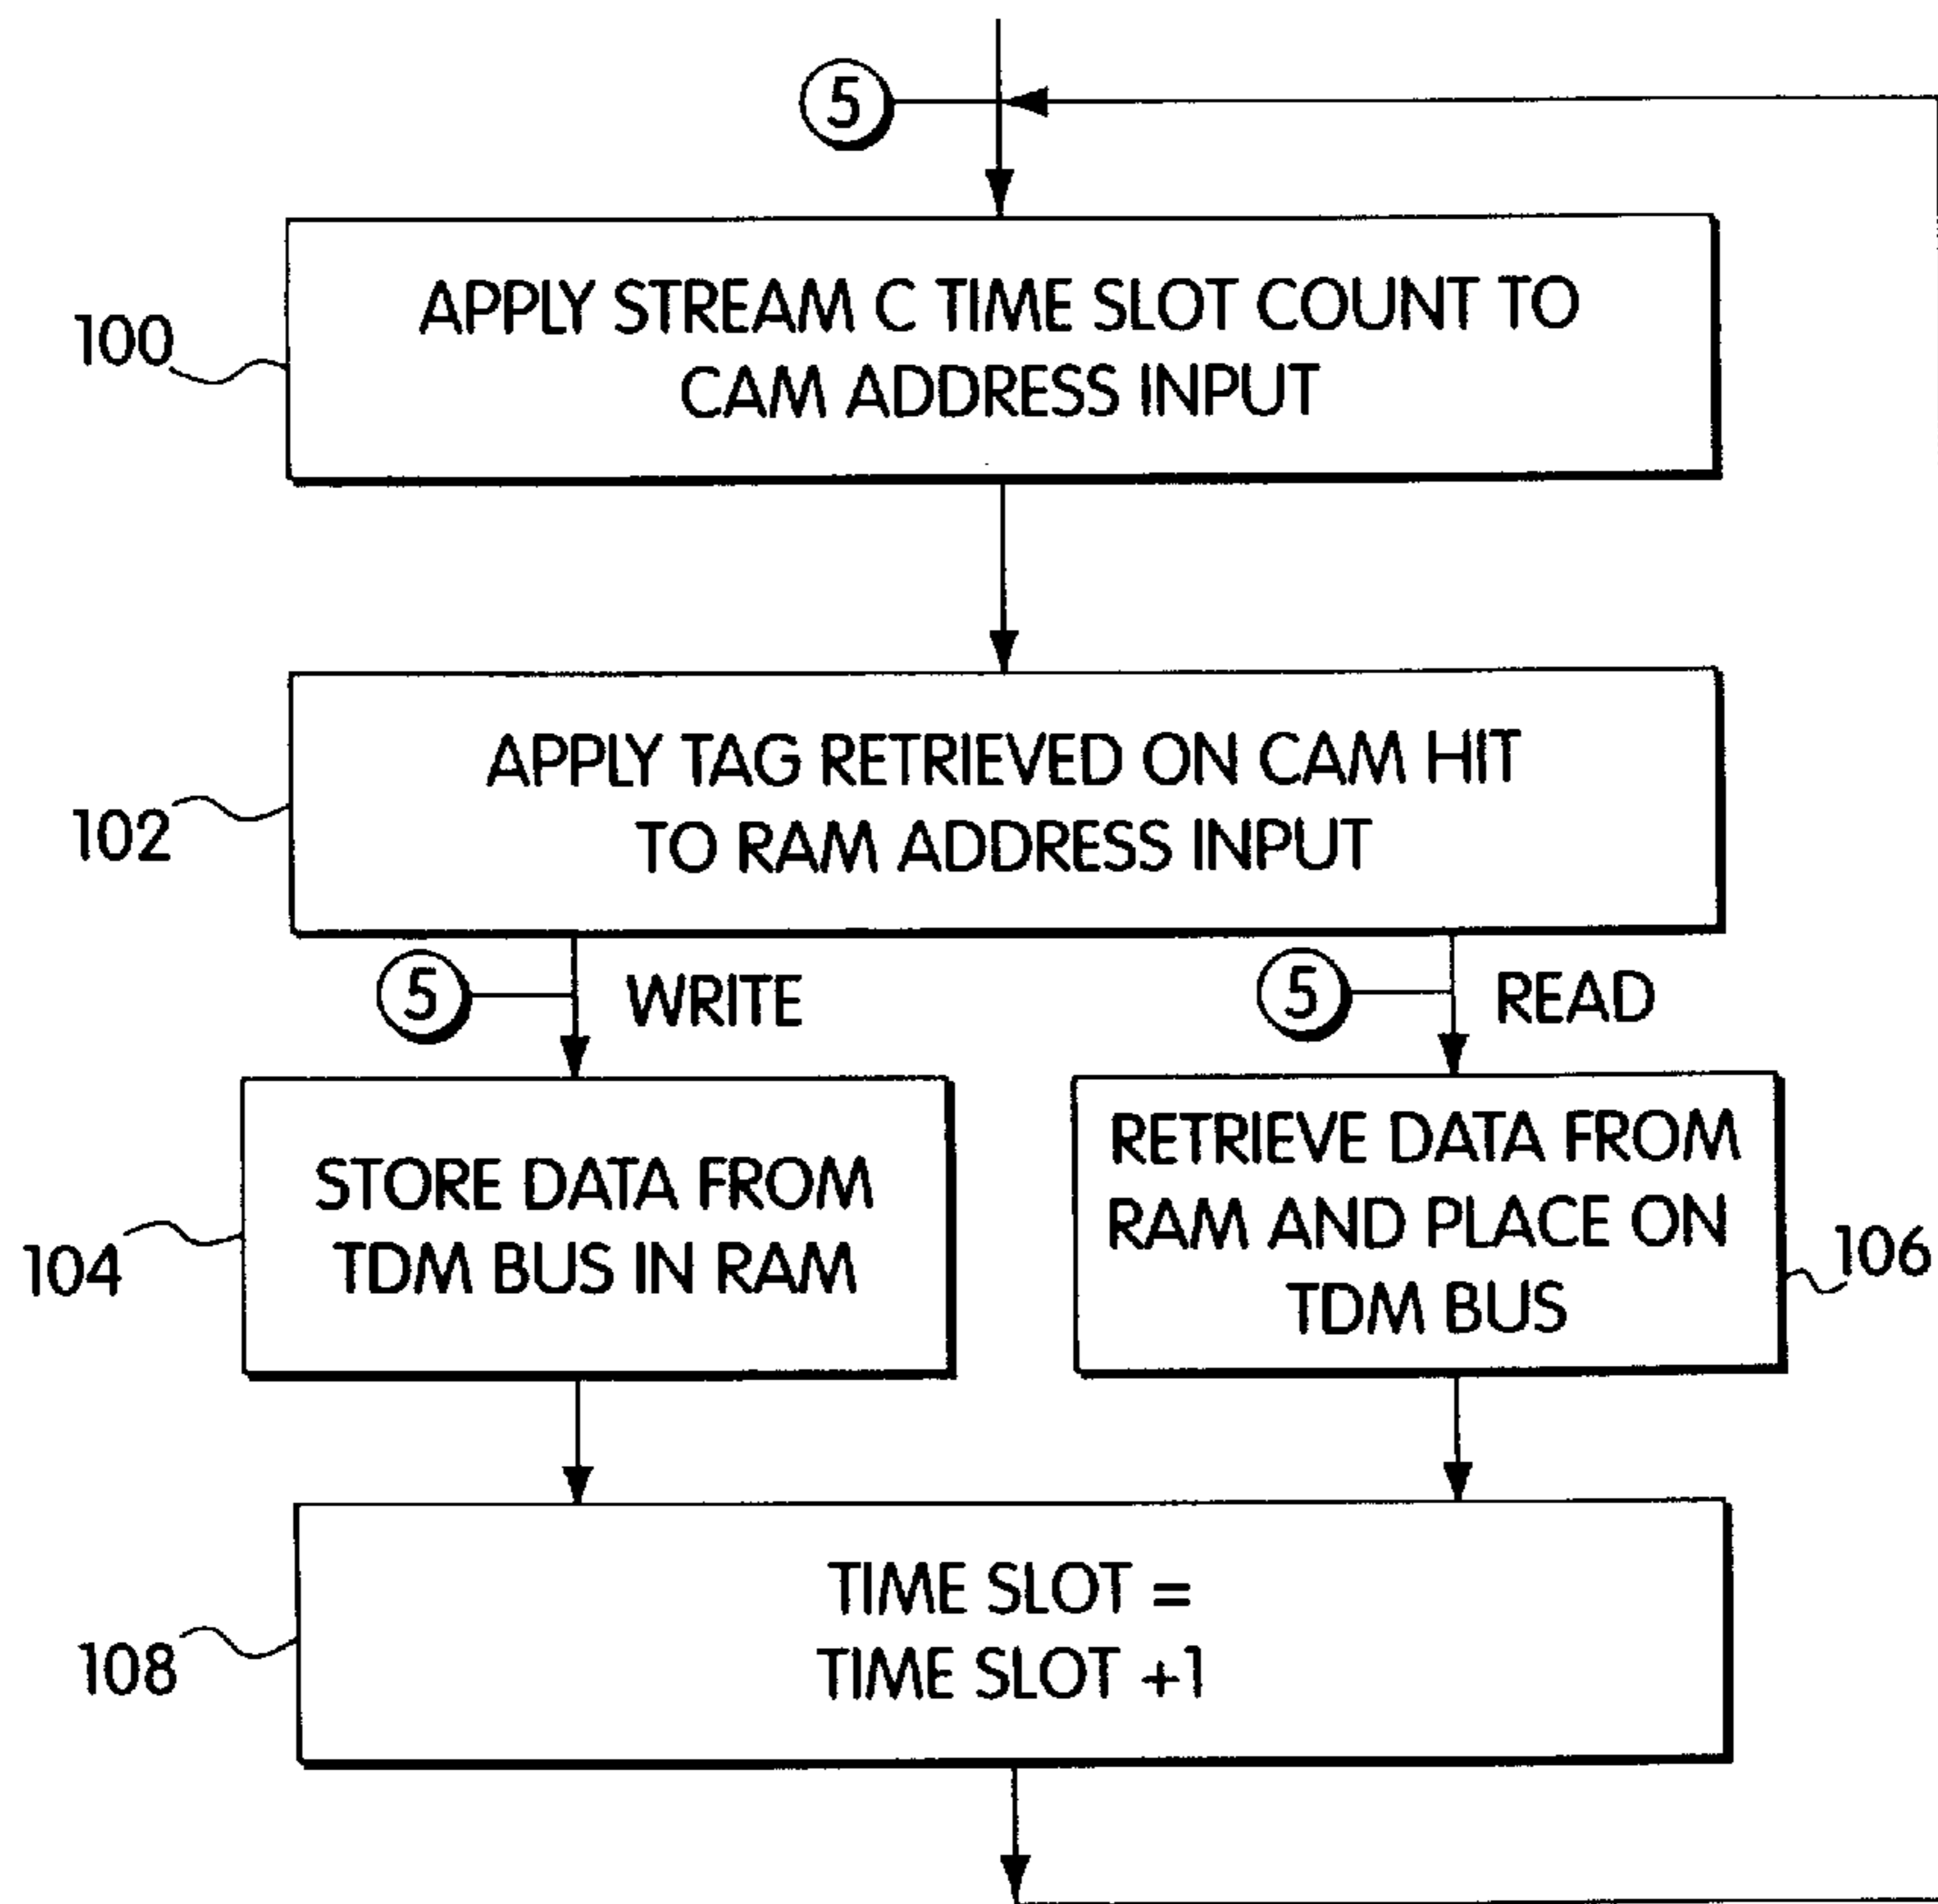 5
APPLY STREAM C TIME SLOT COUNT TO
CAM ADDRESS INPUT
100
APPLY TAG RETRIEVED ON CAM HIT
TO RAM ADDRESS INPUT
102
5
WRITE
5
READ
STORE DATA FROM
TDM BUS IN RAM
104
RETRIEVE DATA FROM
RAM AND PLACE ON
TDM BUS
106
TIME SLOT =
TIME SLOT +1
108